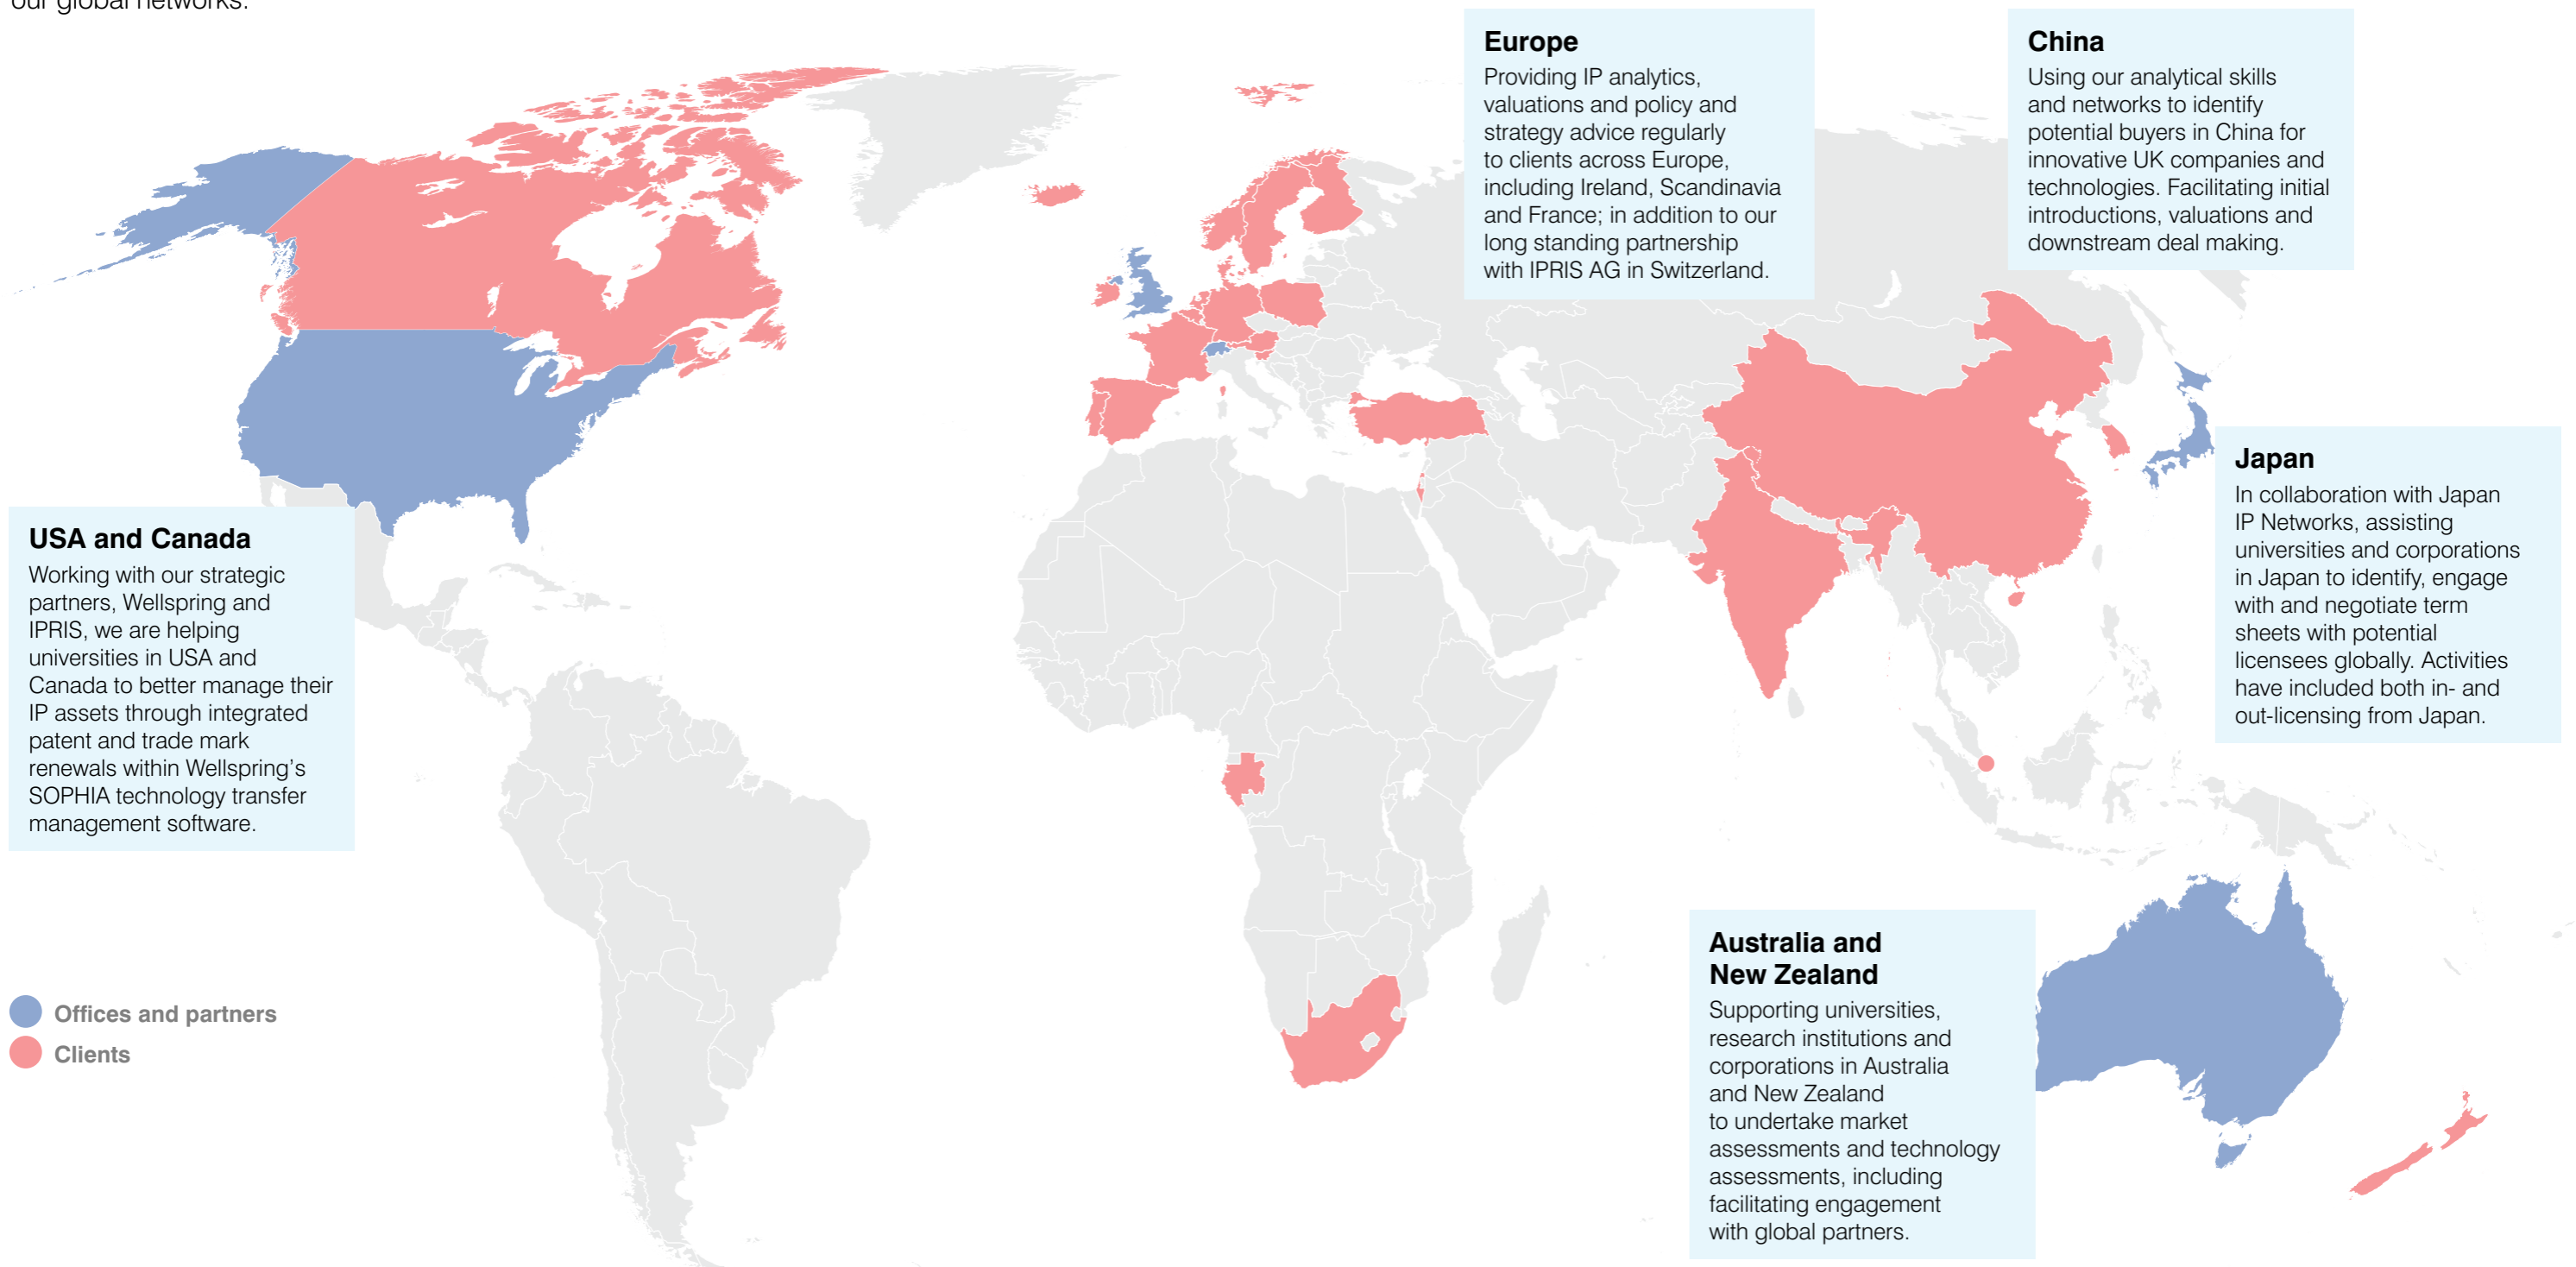 our global networks.
Europe
Providing IP analytics,
valuations and policy and
strategy advice regularly
to clients across Europe,
including Ireland, Scandinavia
and France; in addition to our
long standing partnership
with IPRIS AG in Switzerland.
China
Using our analytical skills
and networks to identify
potential buyers in China for
innovative UK companies and
technologies. Facilitating initial
introductions, valuations and
downstream deal making.
Japan
In collaboration with Japan
IP Networks, assisting
universities and corporations
in Japan to identify, engage
with and negotiate term
sheets with potential
licensees globally. Activities
have included both in- and
out-licensing from Japan.
USA and Canada
Working with our strategic
partners, Wellspring and
IPRIS, we are helping
universities in USA and
Canada to better manage their
IP assets through integrated
patent and trade mark
renewals within Wellspring’s
SOPHIA technology transfer
management software.
Australia and
New Zealand
Supporting universities,
research institutions and
corporations in Australia
and New Zealand
to undertake market
assessments and technology
assessments, including
facilitating engagement
with global partners.
Offices and partners
Clients